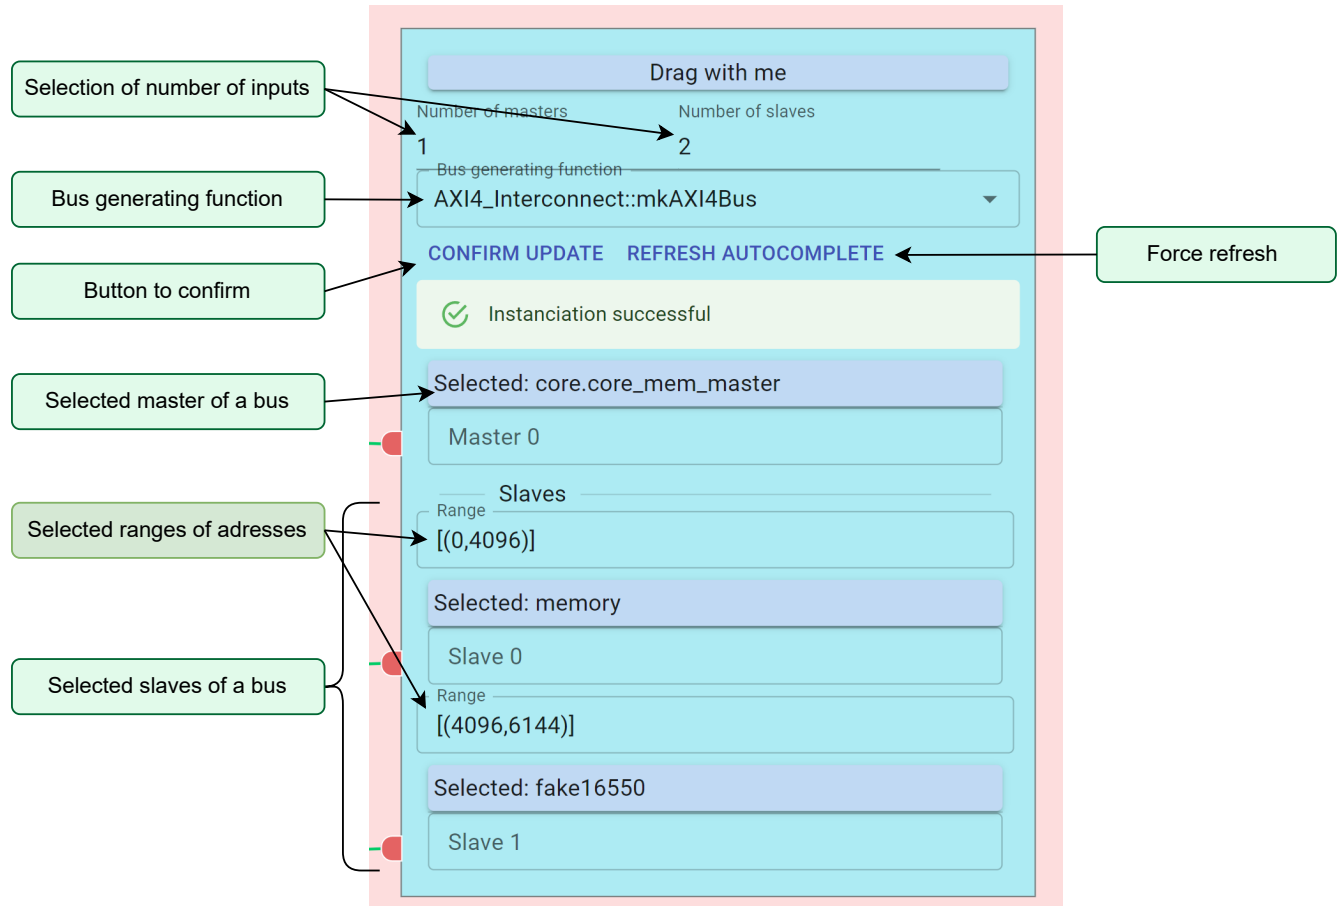 Drag with me
Selection of number of inputs
Number of masters
Number of slaves
1
2
Bus generating function
Bus generating function
AXI4_Interconnect::mkAXI4Bus
CONFIRM UPDATE
REFRESH AUTOCOMPLETE
Force refresh
Button to confirm
Instanciation successful
Selected master of a bus
Selected: core.core_mem_master
Master 0
Slaves
Selected ranges of adresses
Range
[(0,4096)]
Selected: memory
Slave 0
Selected slaves of a bus
Range
[(4096,6144)]
Selected: fake16550
Slave 1